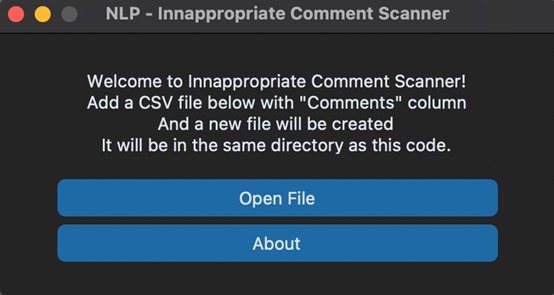 NLP - Innappropriate Comment Scanner
Welcome to Innappropriate Comment Scanner!
Add a CSV file below with "Comments" column
And a new file will be created
It will be in the same directory as this code.
Open File
About